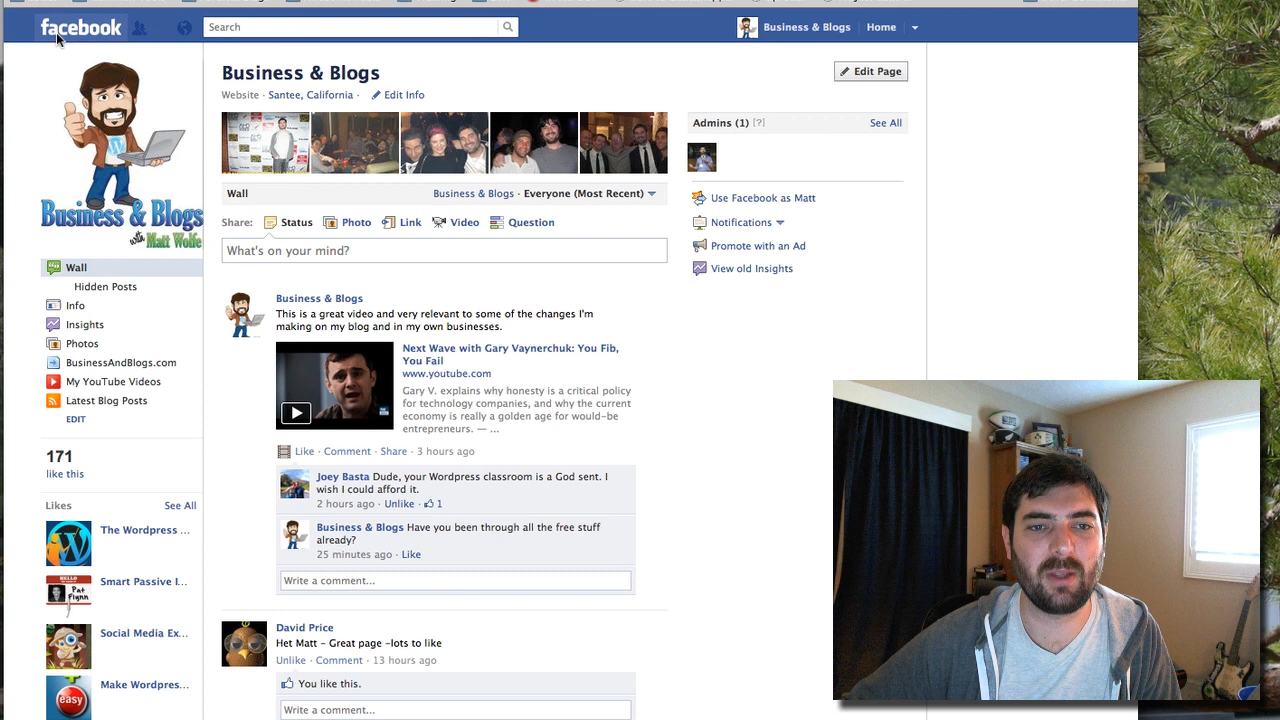 facebook
Search
Business & Blogs
Home
Business & Blogs
Edit Page
Website · Santee, California · Edit Info
Admins (1) [?]
See All
Wall
Business & Blogs · Everyone (Most Recent)
Use Facebook as Matt
Notifications
Promote with an Ad
View old Insights
Share: Status Photo Link Video Question
What's on your mind?
Business & Blogs
with Matt Wolfe
Wall
Hidden Posts
Info
Insights
Photos
BusinessAndBlogs.com
My YouTube Videos
Latest Blog Posts
EDIT
171
like this
Likes
See All
The Wordpress ...
HELLO
Pat
Flynn
Smart Passive I...
Social Media Ex...
easy
Make Wordpres...
Business & Blogs
This is a great video and very relevant to some of the changes I'm
making on my blog and in my own businesses.
Next Wave with Gary Vaynerchuk: You Fib,
You Fail
www.youtube.com
Gary V. explains why honesty is a critical policy
for technology companies, and why the current
economy is really a golden age for would-be
entrepreneurs. — ...
Like · Comment · Share · 3 hours ago
Joey Basta Dude, your Wordpress classroom is a God sent. I
wish I could afford it.
2 hours ago · Unlike · 1
Business & Blogs Have you been through all the free stuff
already?
25 minutes ago · Like
Write a comment...
David Price
Het Matt - Great page -lots to like
Unlike · Comment · 13 hours ago
You like this.
Write a comment...